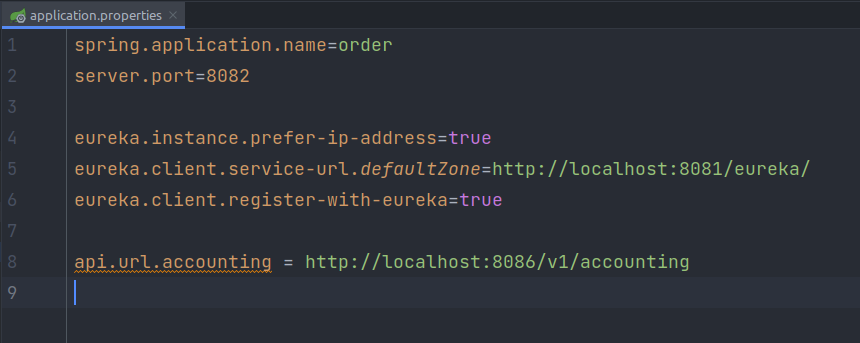 application.properties
1 spring.application.name=order
2 server.port=8082
3
4 eureka.instance.prefer-ip-address=true
5 eureka.client.service-url.defaultZone=http://localhost:8081/eureka/
6 eureka.client.register-with-eureka=true
7
8 api.url.accounting = http://localhost:8086/v1/accounting
9